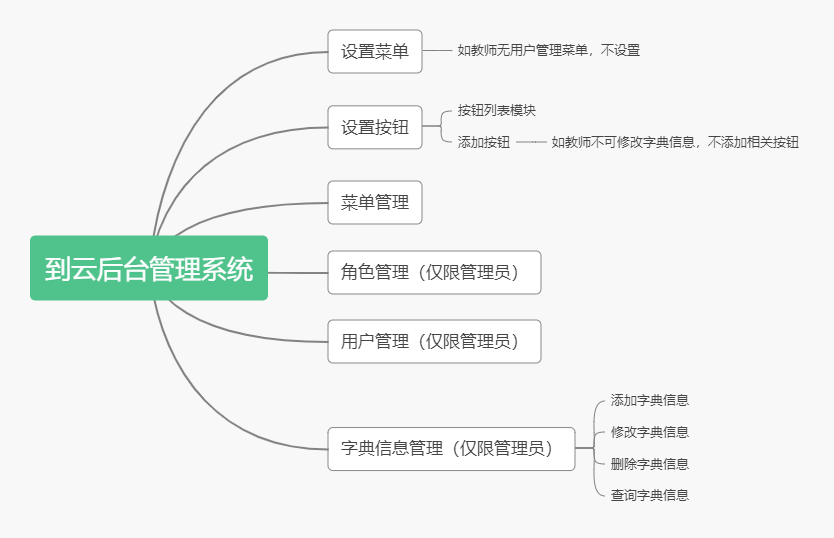 到云后台管理系统
设置菜单
如教师无用户管理菜单，不设置
设置按钮
按钮列表模块
添加按钮
如教师不可修改字典信息，不添加相关按钮
菜单管理
角色管理（仅限管理员）
用户管理（仅限管理员）
字典信息管理（仅限管理员）
添加字典信息
修改字典信息
删除字典信息
查询字典信息